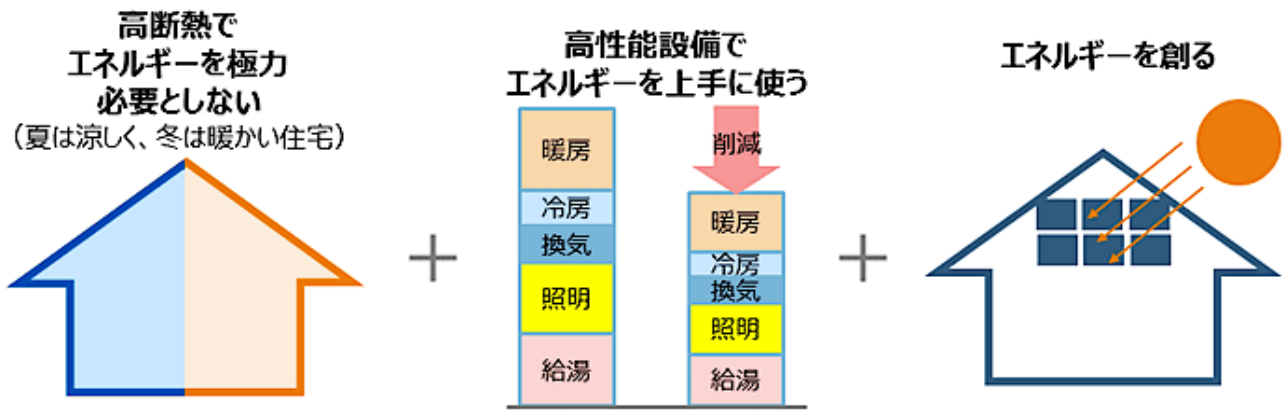 高断熱で
エネルギーを極力
必要としない
（夏は涼しく、冬は暖かい住宅）
高性能設備で
エネルギーを上手に使う
暖房
冷房
換気
照明
給湯
削減
暖房
冷房
換気
照明
給湯
エネルギーを創る